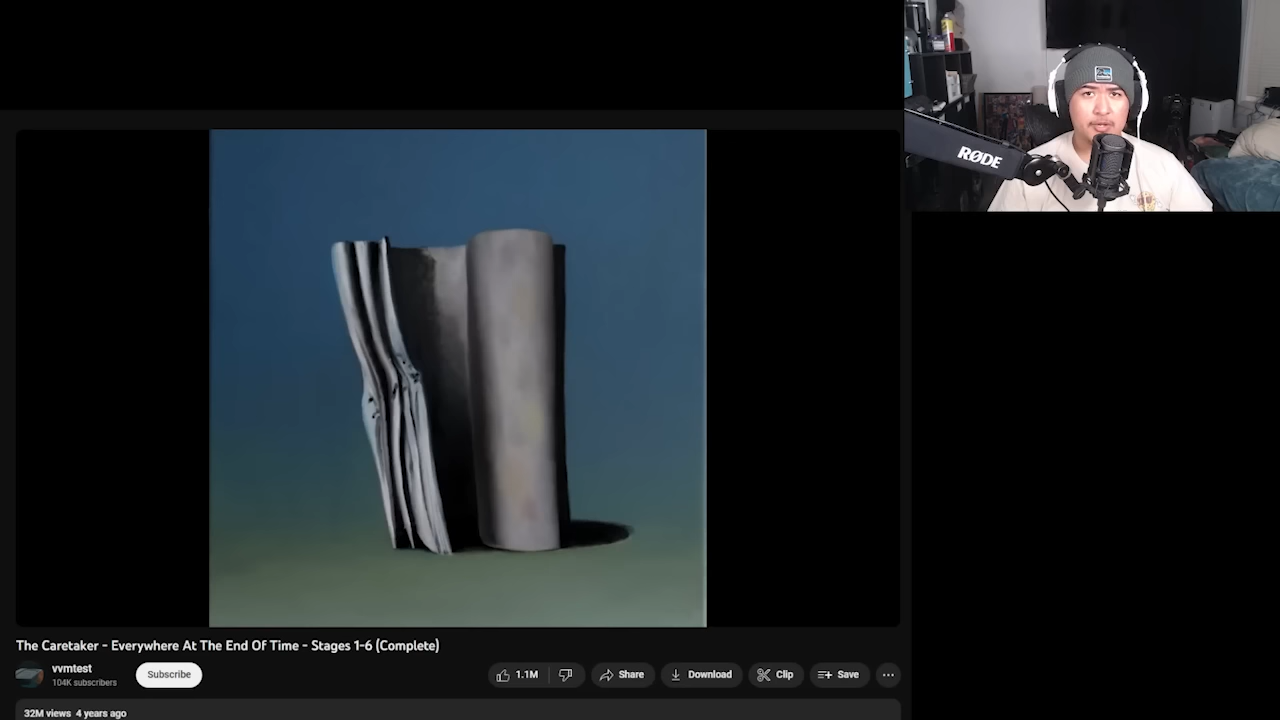 RØDE
The Caretaker - Everywhere At The End Of Time - Stages 1-6 (Complete)
vvmtest
104K subscribers
Subscribe
1.1M
Share
Download
Clip
Save
32M views 4 years ago